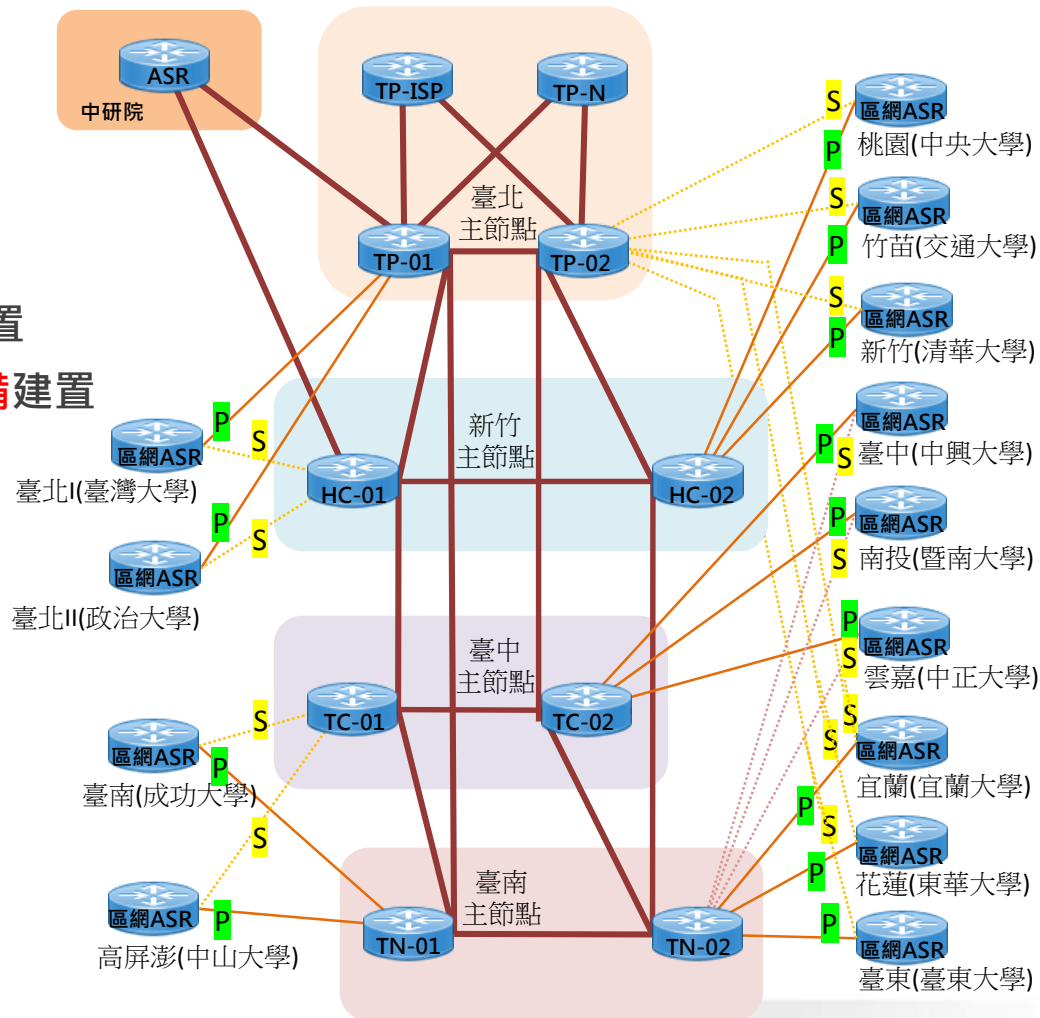 ASR
中研院
TP-ISP
TP-N
臺北
主節點
TP-01
TP-02
置
備建置
新竹
主節點
HC-01
HC-02
臺中
主節點
TC-01
TC-02
臺南
主節點
TN-01
TN-02
P
S
區網ASR
臺北I(臺灣大學)
P
S
區網ASR
臺北II(政治大學)
S
P
區網ASR
臺南(成功大學)
S
P
區網ASR
高屏澎(中山大學)
S
P
區網ASR
桃園(中央大學)
S
P
區網ASR
竹苗(交通大學)
S
P
區網ASR
新竹(清華大學)
P
S
區網ASR
臺中(中興大學)
P
S
區網ASR
南投(暨南大學)
P
S
區網ASR
雲嘉(中正大學)
S
P
區網ASR
宜蘭(宜蘭大學)
S
P
區網ASR
花蓮(東華大學)
S
P
區網ASR
臺東(臺東大學)